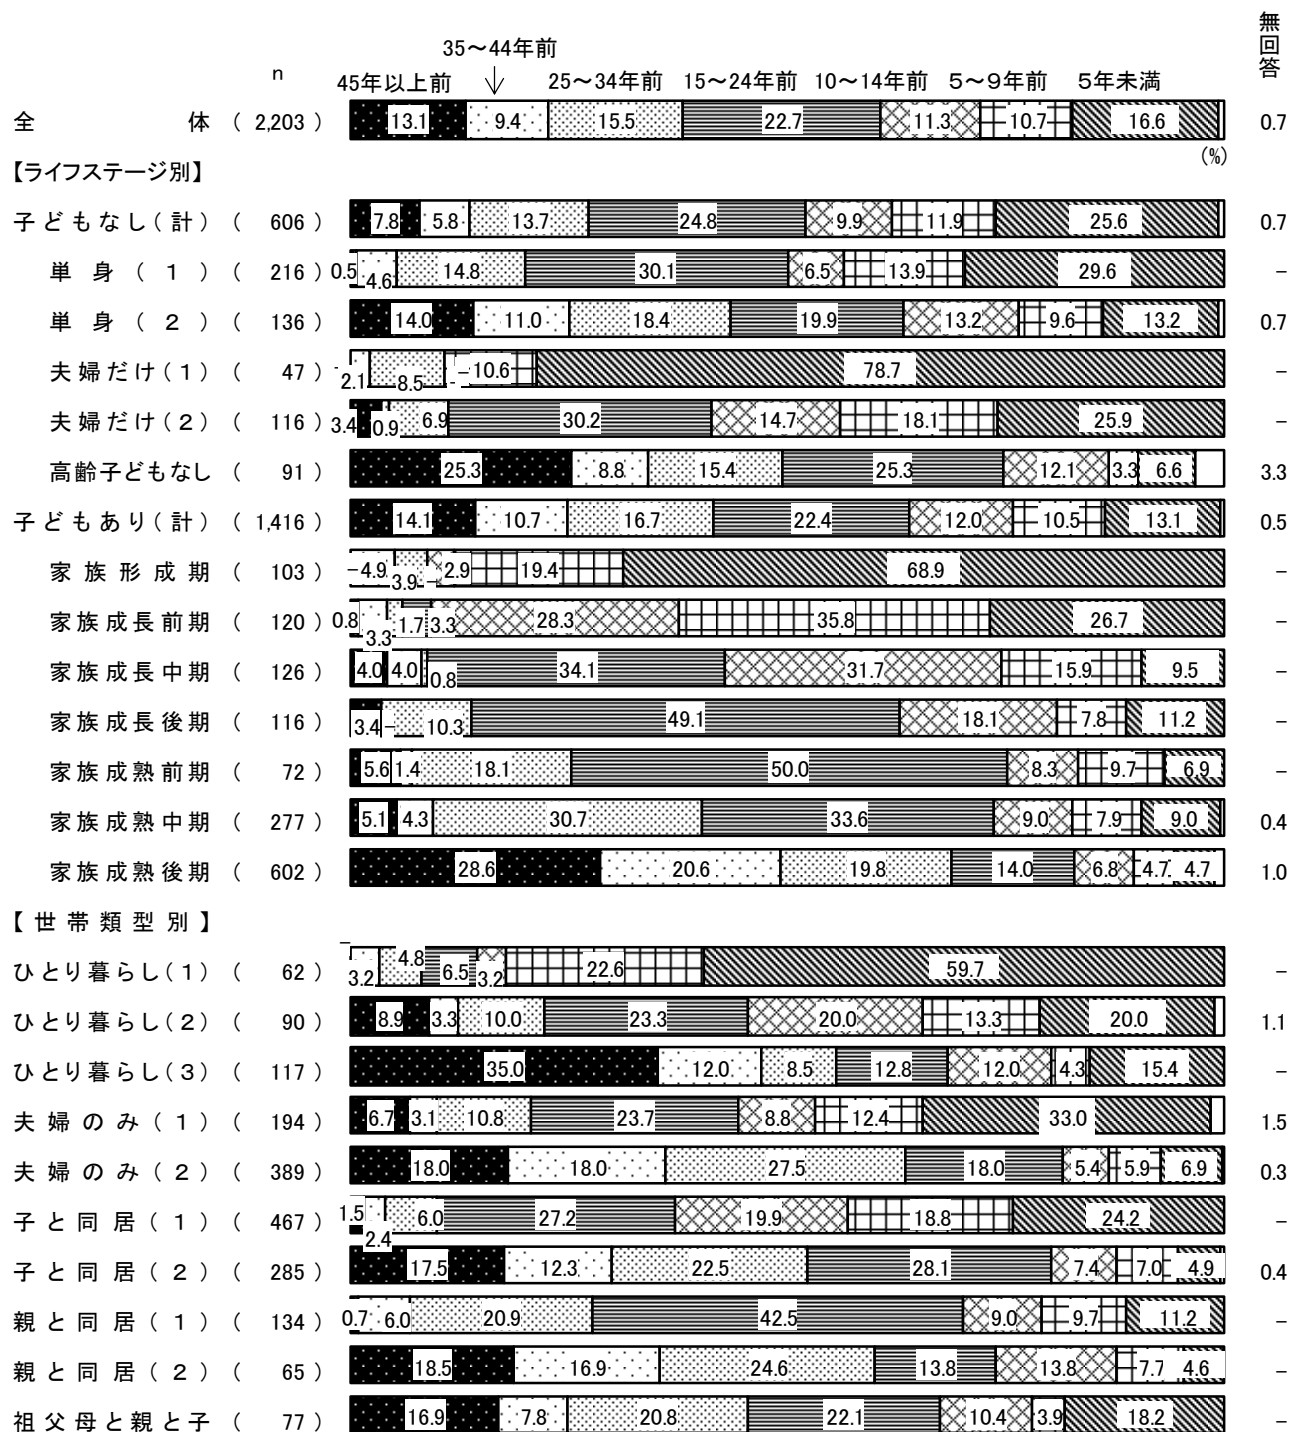 無回答
35～44年前
n 45年以上前 25～34年前 15～24年前 10～14年前 5～9年前 5年未満
全体 ( 2,203 ) 13.1 9.4 15.5 22.7 11.3 10.7 16.6 0.7
(%)
【ライフステージ別】
子どもなし(計) ( 606 ) 7.8 5.8 13.7 24.8 9.9 11.9 25.6 0.7
単身(1) ( 216 ) 0.5 4.6 14.8 30.1 6.5 13.9 29.6 –
単身(2) ( 136 ) 14.0 11.0 18.4 19.9 13.2 9.6 13.2 0.7
夫婦だけ(1) ( 47 ) – 2.1 8.5 – – 10.6 78.7 –
夫婦だけ(2) ( 116 ) 3.4 0.9 6.9 30.2 14.7 18.1 25.9 –
高齢子どもなし ( 91 ) 25.3 8.8 15.4 25.3 12.1 3.3 6.6 3.3
子どもあり(計) ( 1,416 ) 14.1 10.7 16.7 22.4 12.0 10.5 13.1 0.5
家族形成期 ( 103 ) – 4.9 3.9 – 2.9 19.4 68.9 –
家族成長前期 ( 120 ) 0.8 3.3 1.7 3.3 28.3 35.8 26.7 –
家族成長中期 ( 126 ) 4.0 4.0 0.8 34.1 31.7 15.9 9.5 –
家族成長後期 ( 116 ) 3.4 – 10.3 49.1 18.1 7.8 11.2 –
家族成熟前期 ( 72 ) 5.6 1.4 18.1 50.0 8.3 9.7 6.9 –
家族成熟中期 ( 277 ) 5.1 4.3 30.7 33.6 9.0 7.9 9.0 0.4
家族成熟後期 ( 602 ) 28.6 20.6 19.8 14.0 6.8 4.7 4.7 1.0
【世帯類型別】
ひとり暮らし(1) ( 62 ) – 3.2 4.8 6.5 3.2 22.6 59.7 –
ひとり暮らし(2) ( 90 ) 8.9 3.3 10.0 23.3 20.0 13.3 20.0 1.1
ひとり暮らし(3) ( 117 ) 35.0 12.0 8.5 12.8 12.0 4.3 15.4 –
夫婦のみ(1) ( 194 ) 6.7 3.1 10.8 23.7 8.8 12.4 33.0 1.5
夫婦のみ(2) ( 389 ) 18.0 18.0 27.5 18.0 5.4 5.9 6.9 0.3
子と同居(1) ( 467 ) 1.5 2.4 6.0 27.2 19.9 18.8 24.2 –
子と同居(2) ( 285 ) 17.5 12.3 22.5 28.1 7.4 7.0 4.9 0.4
親と同居(1) ( 134 ) 0.7 6.0 20.9 42.5 9.0 9.7 11.2 –
親と同居(2) ( 65 ) 18.5 16.9 24.6 13.8 13.8 7.7 4.6 –
祖父母と親と子 ( 77 ) 16.9 7.8 20.8 22.1 10.4 3.9 18.2 –